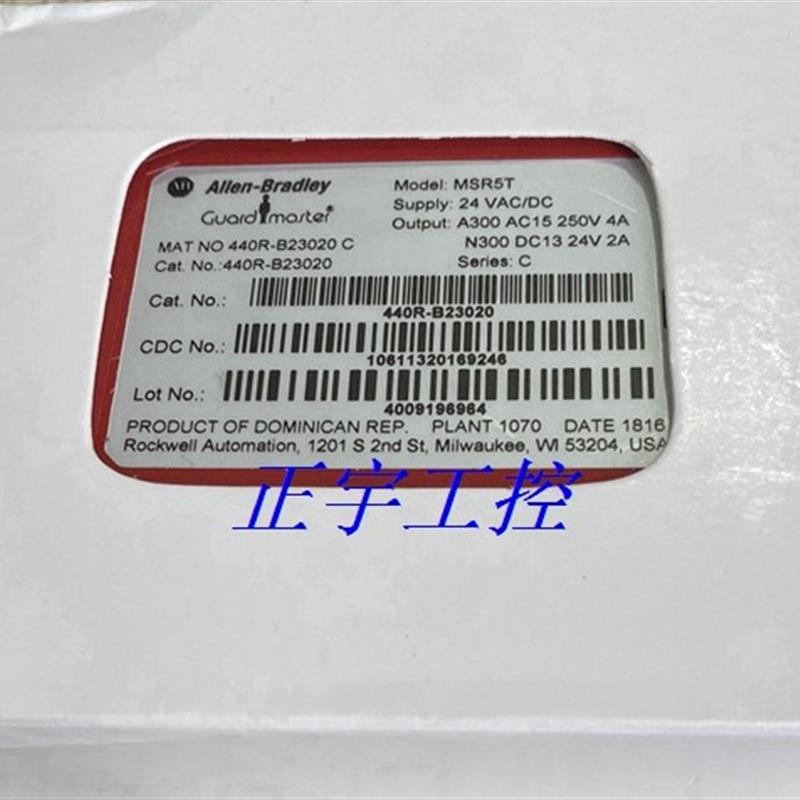 AB Allen-Bradley
Guardmaster®
MAT NO 440R-B23020 C
Cat. No.:440R-B23020
Model: MSR5T
Supply: 24 VAC/DC
Output: A300 AC15 250V 4A
N300 DC13 24V 2A
Series: C
Cat. No.:
440R-B23020
CDC No.:
10611320169246
Lot No.:
4009196964
PRODUCT OF DOMINICAN REP. PLANT 1070 DATE 1816
Rockwell Automation, 1201 S 2nd St, Milwaukee, WI 53204, USA
正宇工控